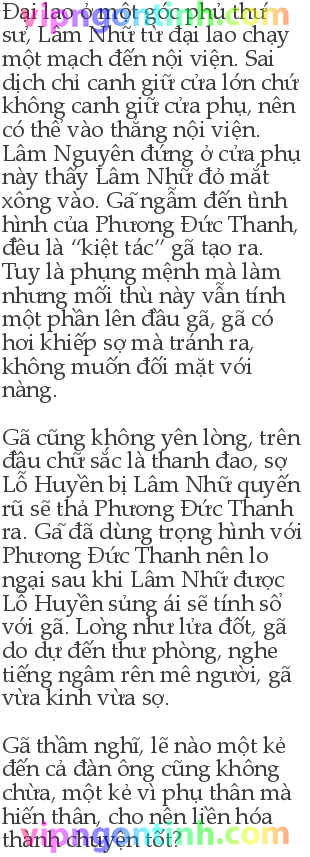 Đại lao ở một góc phủ thư
sử, Lâm Nhữ từ đại lao chạy
một mạch đến nội viện. Sai
dịch chỉ canh giữ cửa lớn chứ
không canh giữ cửa phụ, nên
có thể vào thẳng nội viện.
Lâm Nguyên đứng ở cửa phụ
này thấy Lâm Nhữ đỏ mắt
xông vào. Gã ngẫm đến tình
hình của Phương Đức Thanh,
đều là “kiệt tác” gã tạo ra.
Tuy là phụng mệnh mà làm
nhưng mối thù này vẫn tính
một phần lên đầu gã, gã có
hơi khiếp sợ mà tránh ra,
không muốn đối mặt với
nàng.
Gã cũng không yên lòng, trên
đầu chữ sắc là thanh đao, sợ
Lỗ Huyền bị Lâm Nhữ quyến
rũ sẽ thả Phương Đức Thanh
ra. Gã đã dùng trọng hình với
Phương Đức Thanh nên lo
ngại sau khi Lâm Nhữ được
Lỗ Huyền sủng ái sẽ tính sổ
với gã. Lòng như lửa đốt, gã
do dự đến thư phòng, nghe
tiếng ngâm rên mê người, gã
vừa kinh vừa sợ.
Gã thầm nghĩ, lẽ nào một kẻ
đến cả đàn ông cũng không
chừa, một kẻ vì phụ thân mà
hiến thân, cho nên liền hóa
thành chuyện tốt?
vipngontinh.com
vipngontinh.com